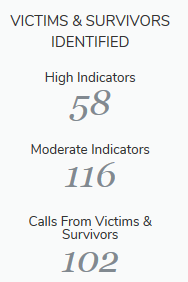 VICTIMS & SURVIVORS
IDENTIFIED
High Indicators
58
Moderate Indicators
116
Calls From Victims &
Survivors
102